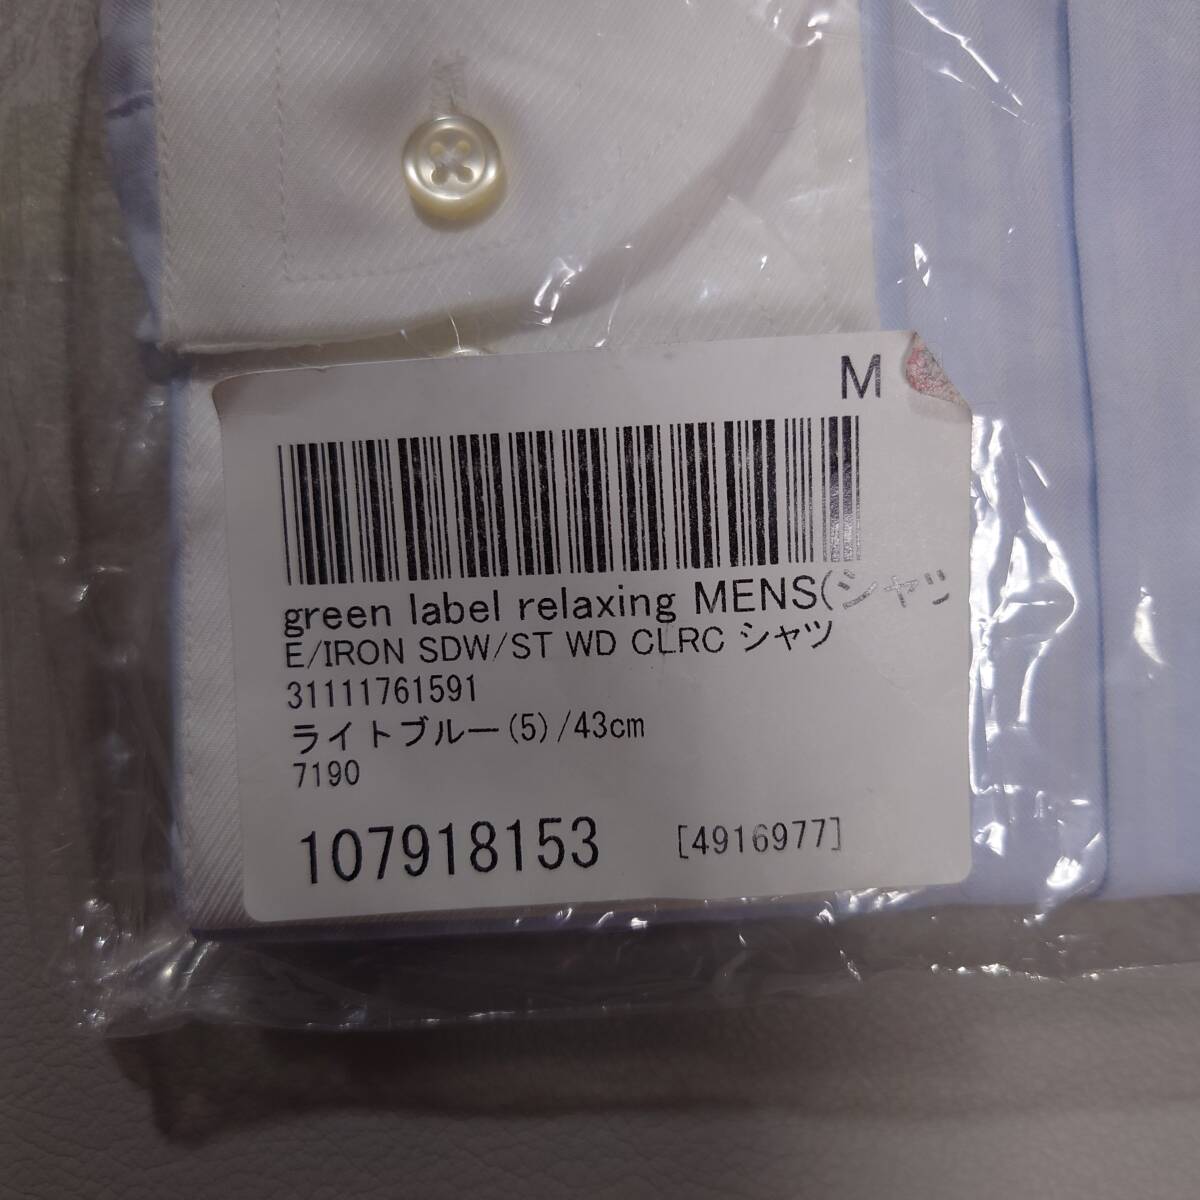 M
green label relaxing MENS(シャツ
E/IRON SDW/ST WD CLRC シャツ
31111761591
ライトブルー(5)/43cm
7190
107918153 [4916977]